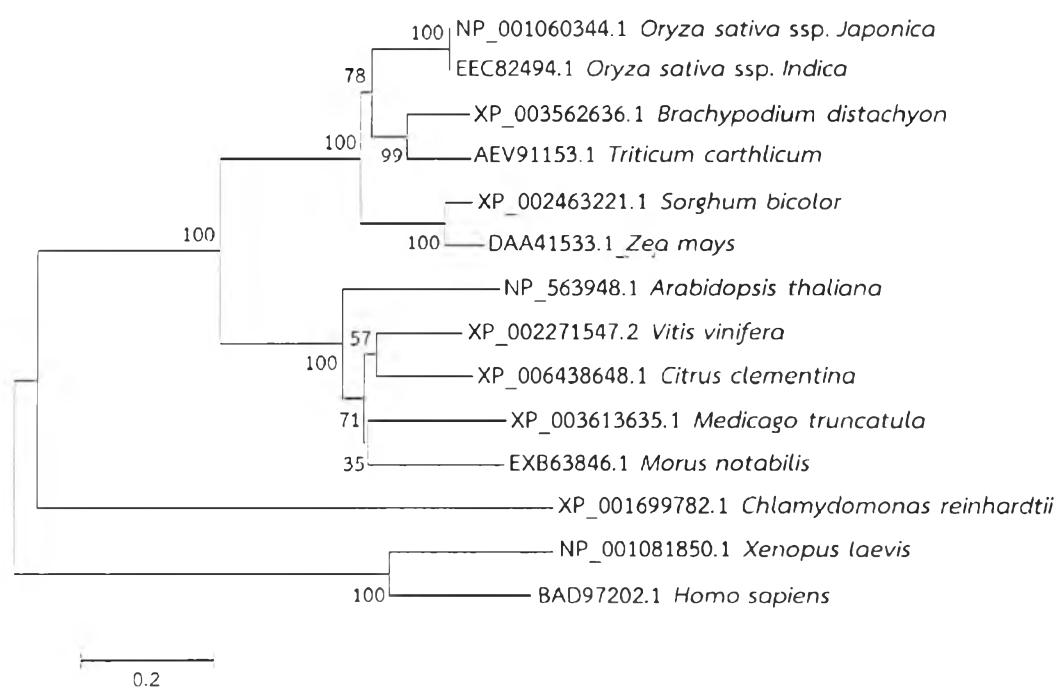 100 NP_001060344.1 Oryza sativa ssp. Japonica
EEC82494.1 Oryza sativa ssp. Indica
78
XP_003562636.1 Brachypodium distachyon
100
99 AEV91153.1 Triticum carthlicum
XP_002463221.1 Sorghum bicolor
100
100 DAA41533.1_Zea mays
NP_563948.1 Arabidopsis thaliana
57 XP_002271547.2 Vitis vinifera
100
XP_006438648.1 Citrus clementina
71 XP_003613635.1 Medicago truncatula
35 EXB63846.1 Morus notabilis
XP_001699782.1 Chlamydomonas reinhardtii
NP_001081850.1 Xenopus laevis
100 BAD97202.1 Homo sapiens
0.2